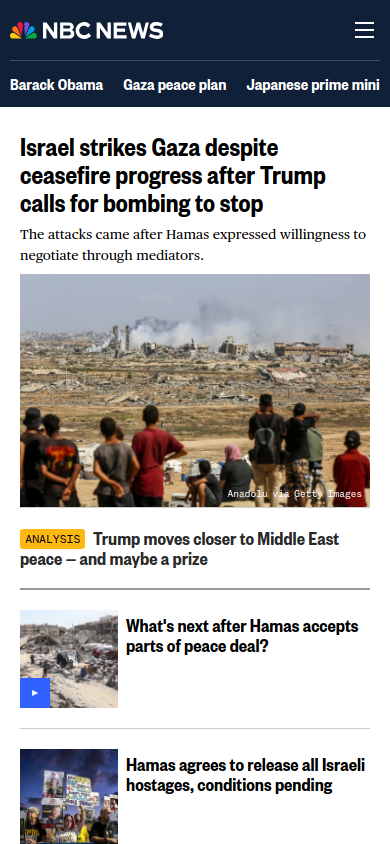 NBC NEWS
Barack Obama Gaza peace plan Japanese prime mini
Israel strikes Gaza despite
ceasefire progress after Trump
calls for bombing to stop
The attacks came after Hamas expressed willingness to
negotiate through mediators.
Anadolu via Getty Images
ANALYSIS Trump moves closer to Middle East
peace — and maybe a prize
What's next after Hamas accepts
parts of peace deal?
Hamas agrees to release all Israeli
hostages, conditions pending